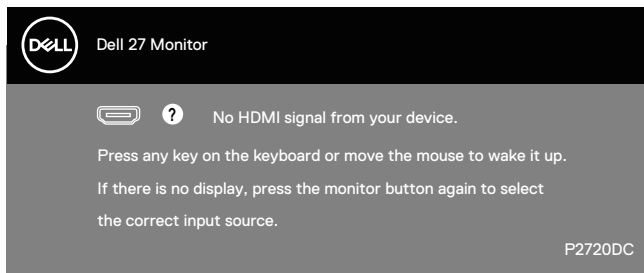 DELL
Dell 27 Monitor
? No HDMI signal from your device.
Press any key on the keyboard or move the mouse to wake it up.
If there is no display, press the monitor button again to select
the correct input source.
P2720DC